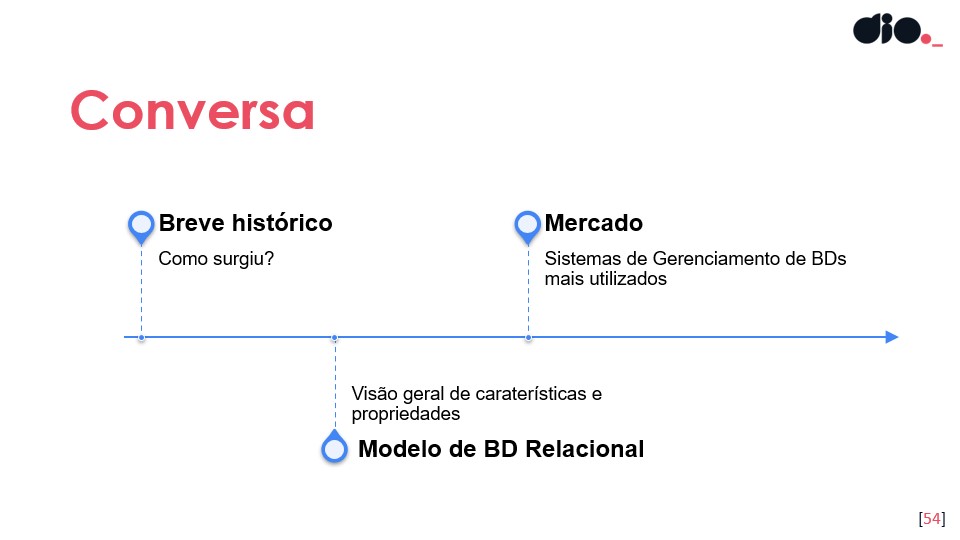 dio._
Conversa
Breve histórico
Como surgiu?
Mercado
Sistemas de Gerenciamento de BDs
mais utilizados
Visão geral de caraterísticas e
propriedades
Modelo de BD Relacional
[54]